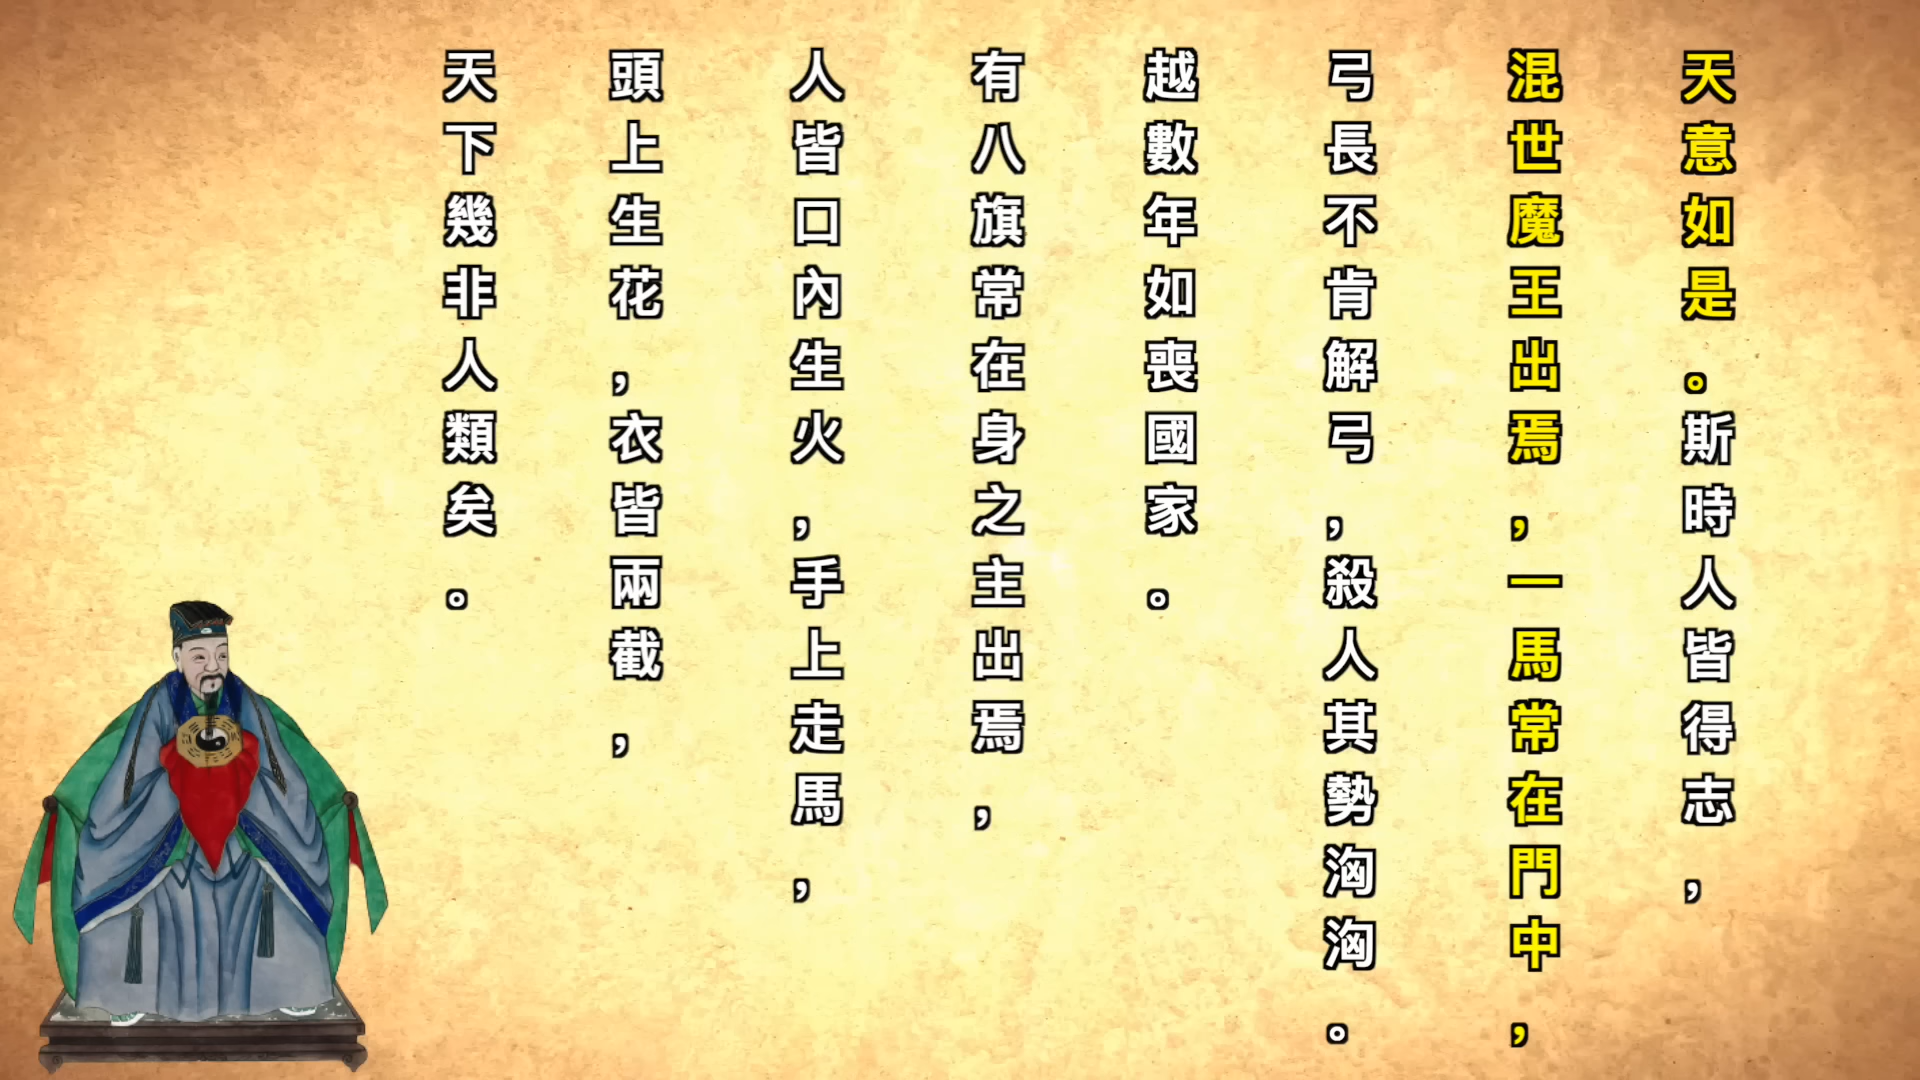 天意如是。斯時人皆得志,
混世魔王出焉,一馬常在門中,
弓長不肯解弓,殺人其勢洶洶。
越數年如喪國家。
有八旗常在身之主出焉,
人皆口內生火,手上走馬,
頭上生花,衣皆兩截,
天下幾非人類矣。